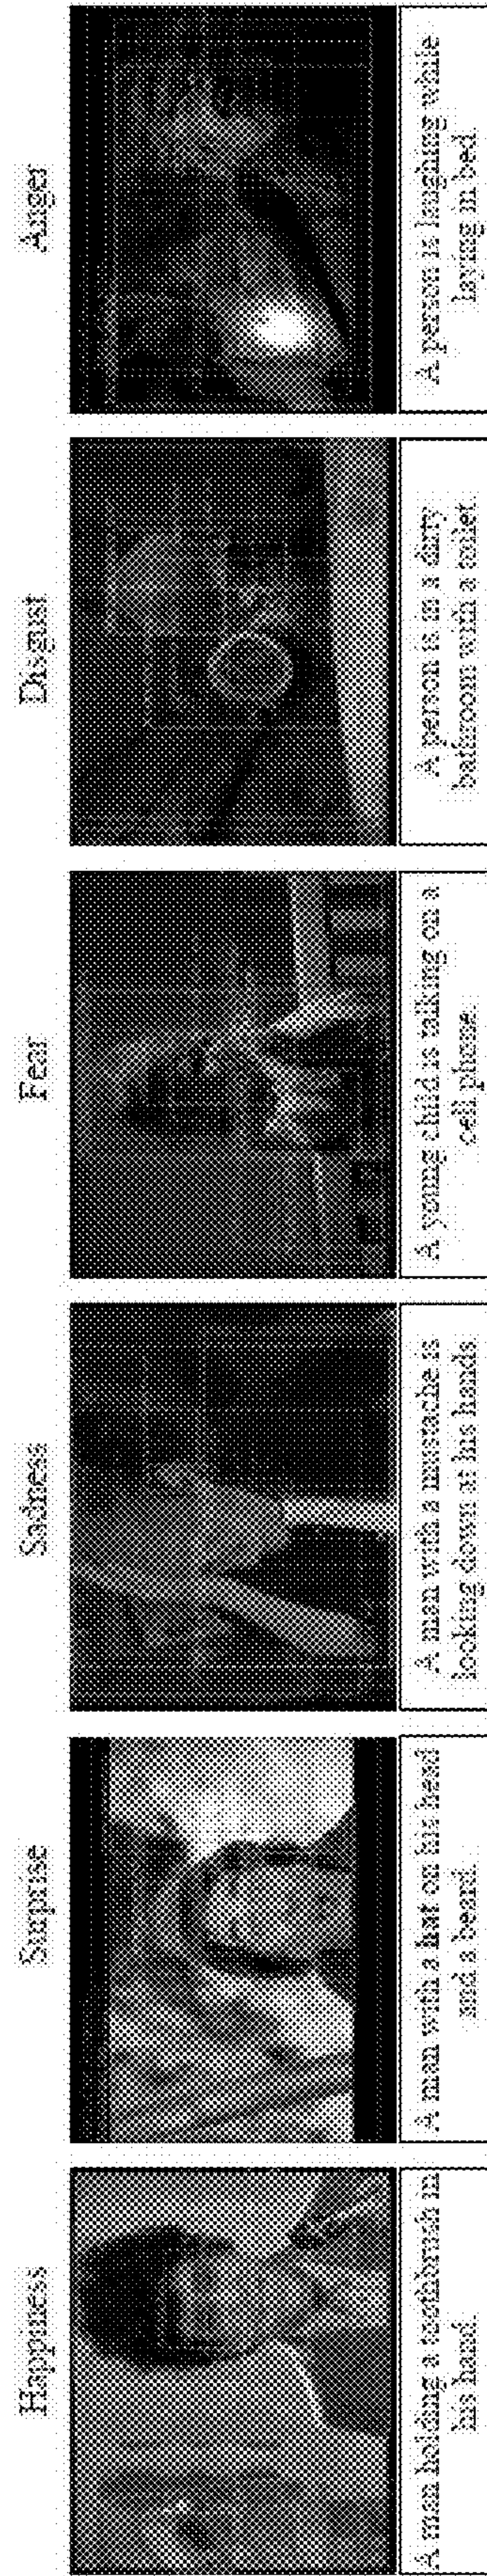 Happiness
A man holding a toothbrush in
his hand.
Surprise
A man with a hat on his head
and a beard.
Sadness
A man with a mustache is
looking down at his hands.
Fear
A young child is talking on a
cell phone.
Disgust
A person is in a dirty
bathroom with a toilet.
Anger
A person is laughing while
laying in bed.